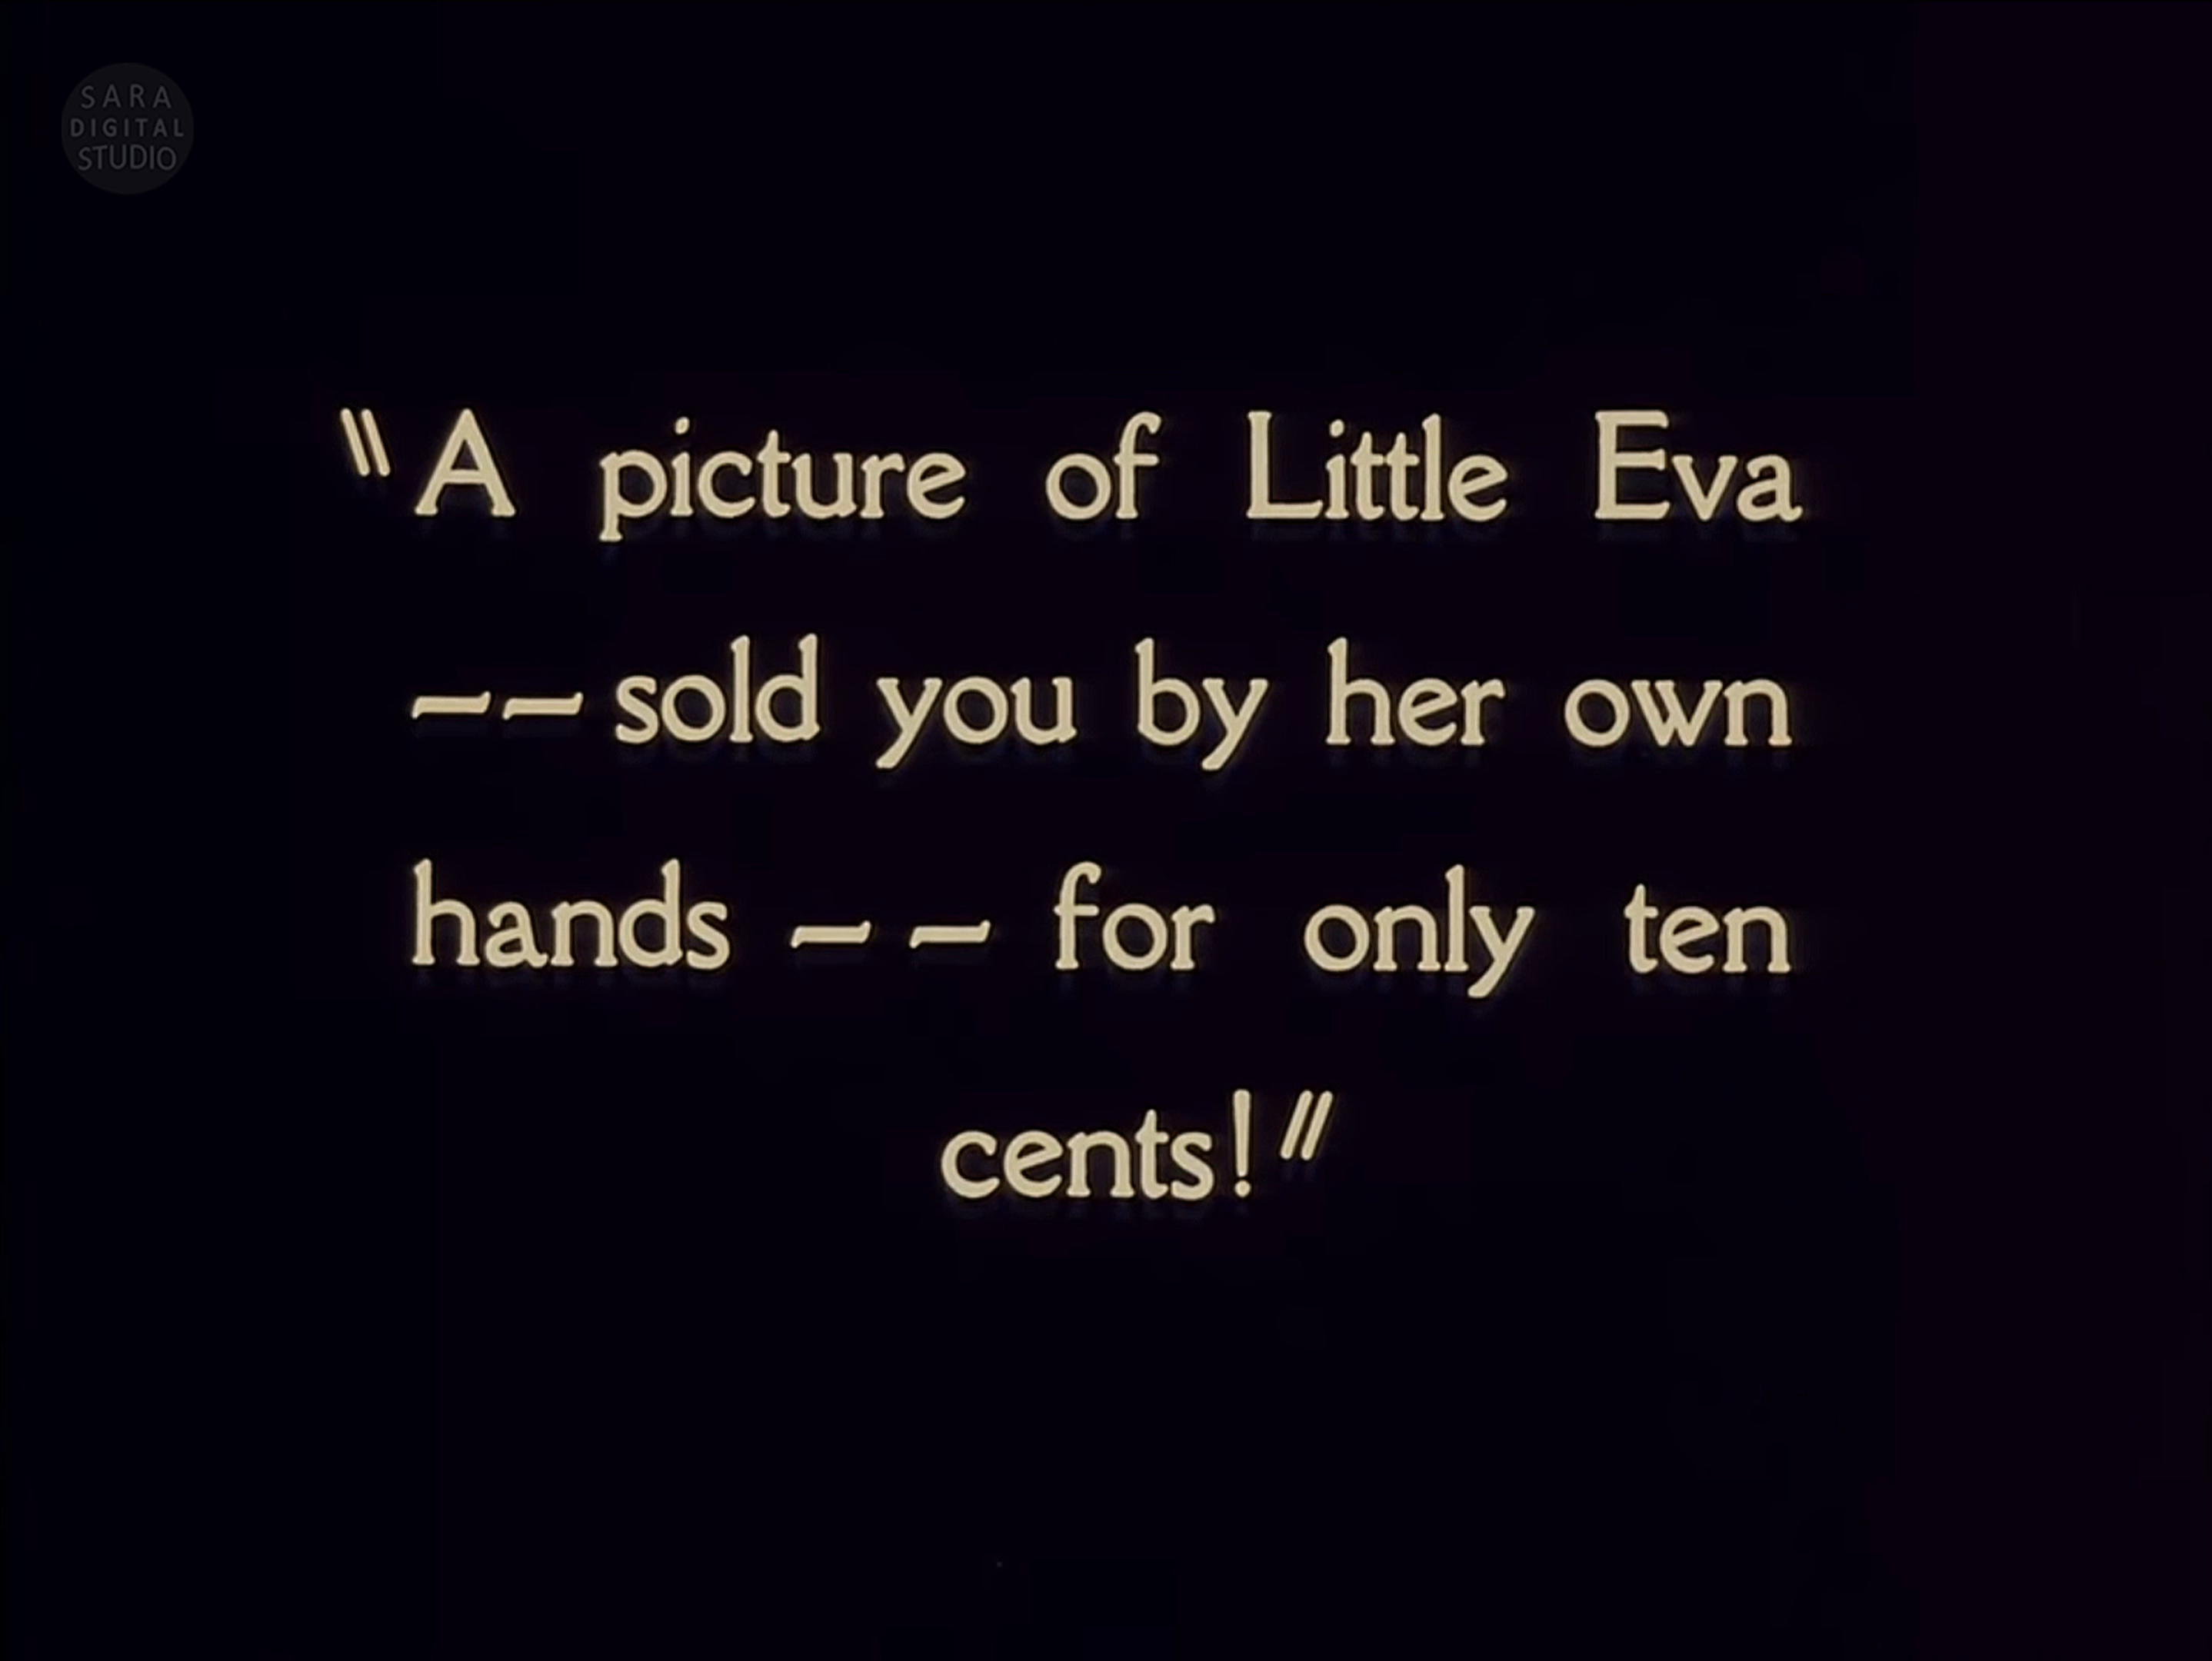 SARA
DIGITAL
STUDIO
"A picture of Little Eva
-- sold you by her own
hands -- for only ten
cents!"